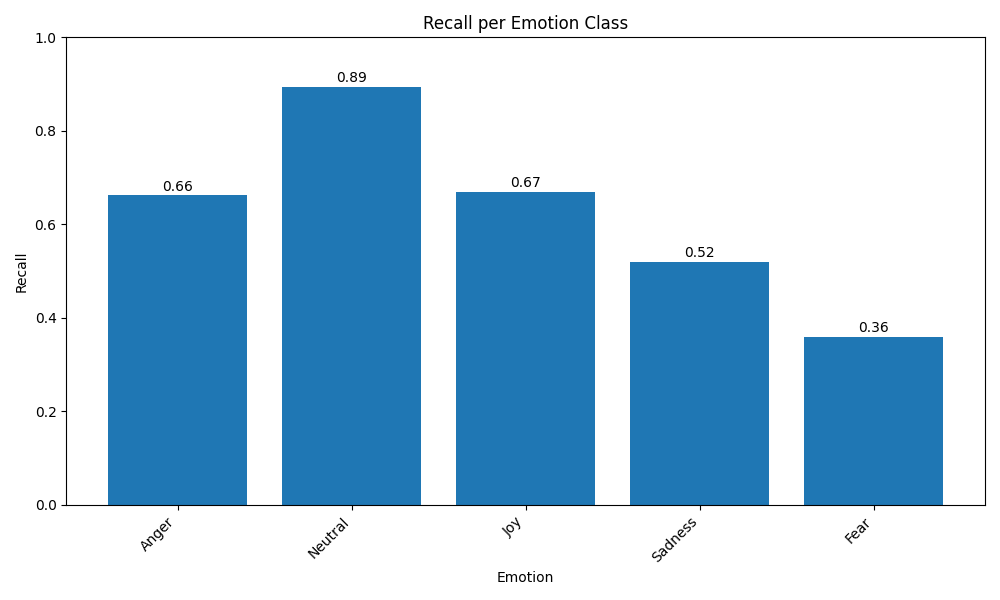 Recall per Emotion Class
1.0
0.8
0.6
0.4
0.2
0.0
Recall
0.66
0.89
0.67
0.52
0.36
Anger
Neutral
Joy
Sadness
Fear
Emotion